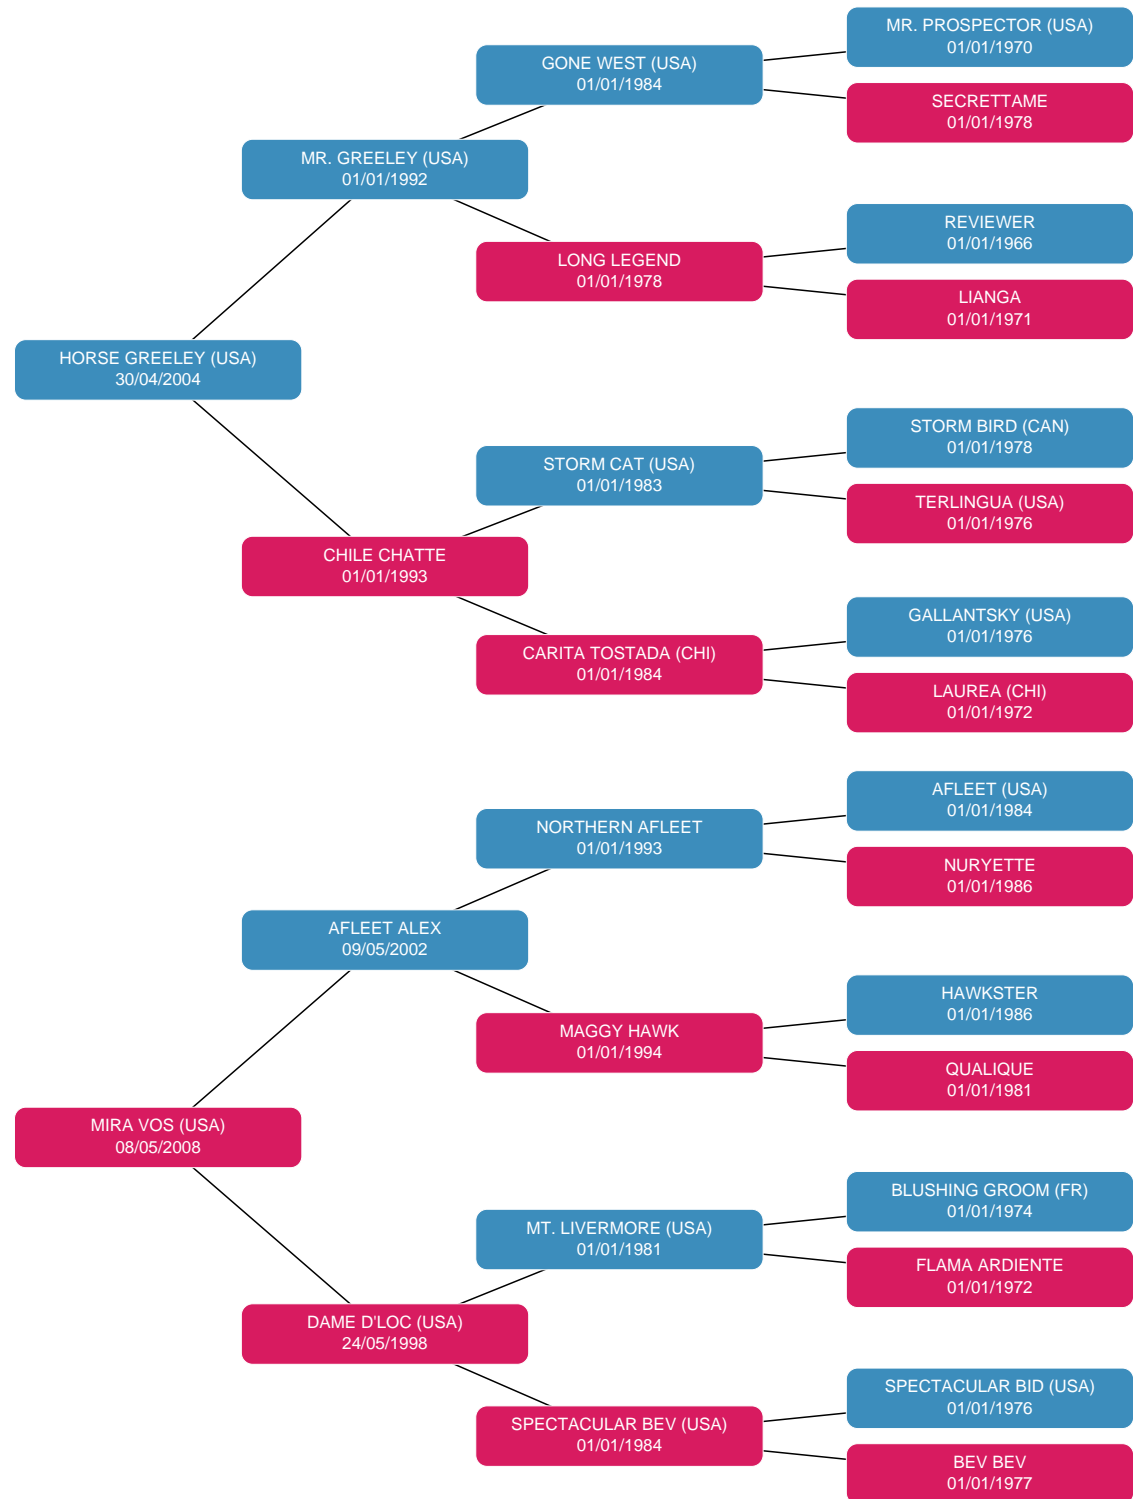 MR. PROSPECTOR (USA)
01/01/1970
GONE WEST (USA)
01/01/1984
SECRETTAME
01/01/1978
MR. GREELEY (USA)
01/01/1992
REVIEWER
01/01/1966
LONG LEGEND
01/01/1978
LIANGA
01/01/1971
HORSE GREELEY (USA)
30/04/2004
STORM BIRD (CAN)
01/01/1978
STORM CAT (USA)
01/01/1983
TERLINGUA (USA)
01/01/1976
CHILE CHATTE
01/01/1993
GALLANTSKY (USA)
01/01/1976
CARITA TOSTADA (CHI)
01/01/1984
LAUREA (CHI)
01/01/1972
AFLEET (USA)
01/01/1984
NORTHERN AFLEET
01/01/1993
NURYETTE
01/01/1986
AFLEET ALEX
09/05/2002
HAWKSTER
01/01/1986
MAGGY HAWK
01/01/1994
QUALIQUE
01/01/1981
MIRA VOS (USA)
08/05/2008
BLUSHING GROOM (FR)
01/01/1974
MT. LIVERMORE (USA)
01/01/1981
FLAMA ARDIENTE
01/01/1972
DAME D'LOC (USA)
24/05/1998
SPECTACULAR BID (USA)
01/01/1976
SPECTACULAR BEV (USA)
01/01/1984
BEV BEV
01/01/1977